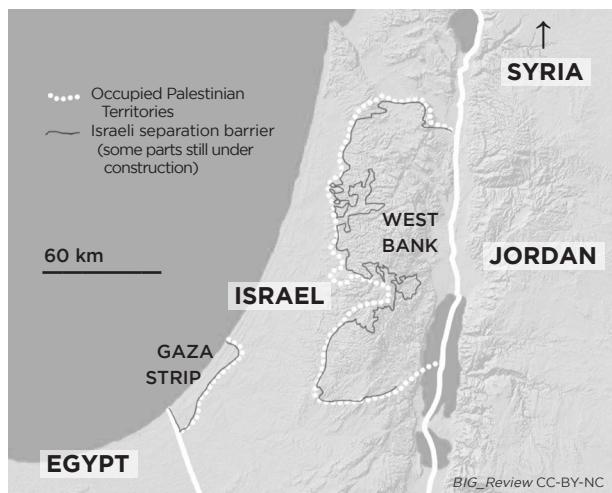 SYRIA
Occupied Palestinian
Territories
Israeli separation barrier
(some parts still under
construction)
WEST
BANK
60 km
JORDAN
ISRAEL
GAZA
STRIP
EGYPT
BIG_Review CC-BY-NC